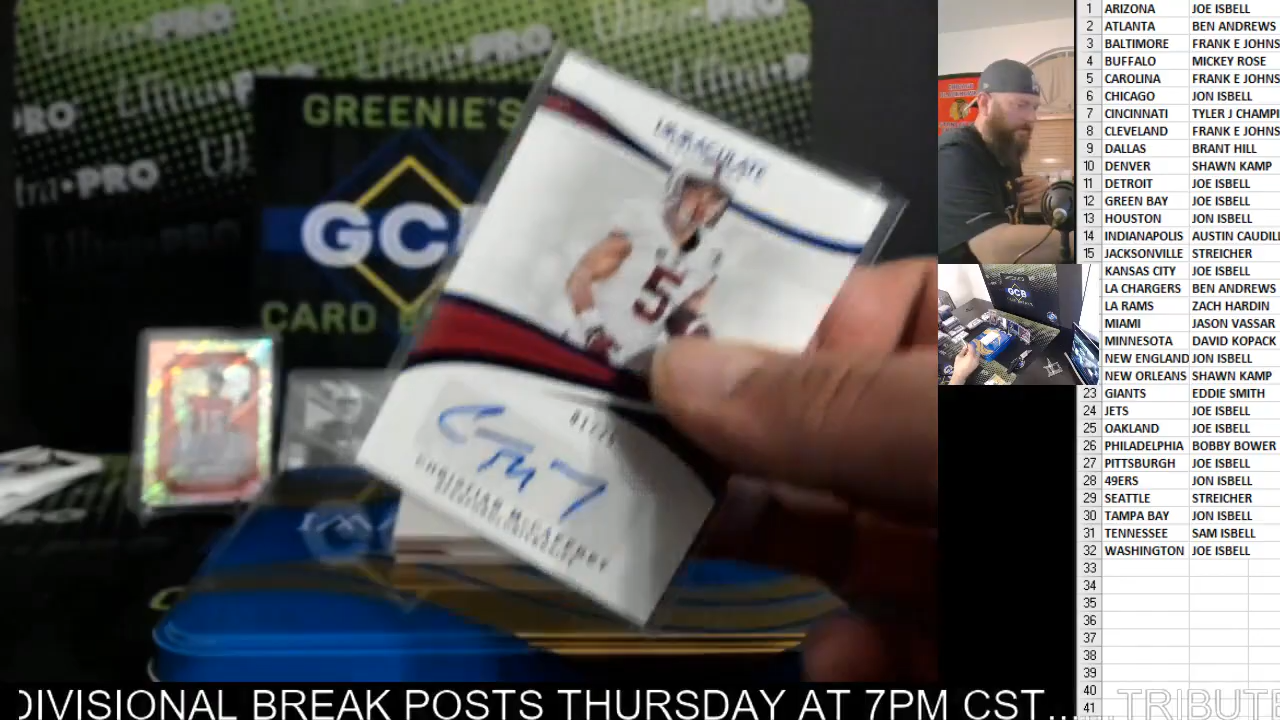 GREENIE'S
GCB
CARD
Ultra•PRO
IMMACULATE
5
CHRISTIAN McCAFFREY
1 ARIZONA JOE ISBELL
2 ATLANTA BEN ANDREWS
3 BALTIMORE FRANK E JOHNS
4 BUFFALO MICKEY ROSE
5 CAROLINA FRANK E JOHNS
6 CHICAGO JON ISBELL
7 CINCINNATI TYLER J CHAMPI
8 CLEVELAND FRANK E JOHNS
9 DALLAS BRANT HILL
10 DENVER SHAWN KAMP
11 DETROIT JOE ISBELL
12 GREEN BAY JOE ISBELL
13 HOUSTON JON ISBELL
14 INDIANAPOLIS AUSTIN CAUDIL
15 JACKSONVILLE STREICHER
KANSAS CITY JOE ISBELL
LA CHARGERS BEN ANDREWS
LA RAMS ZACH HARDIN
MIAMI JASON VASSAR
MINNESOTA DAVID KOPACK
NEW ENGLAND JON ISBELL
NEW ORLEANS SHAWN KAMP
23 GIANTS EDDIE SMITH
24 JETS JOE ISBELL
25 OAKLAND JOE ISBELL
26 PHILADELPHIA BOBBY BOWER
27 PITTSBURGH JOE ISBELL
28 49ERS JON ISBELL
29 SEATTLE STREICHER
30 TAMPA BAY JON ISBELL
31 TENNESSEE SAM ISBELL
32 WASHINGTON JOE ISBELL
33
34
35
36
37
38
39
40
41
DIVISIONAL BREAK POSTS THURSDAY AT 7PM CST...... TRIBUTE